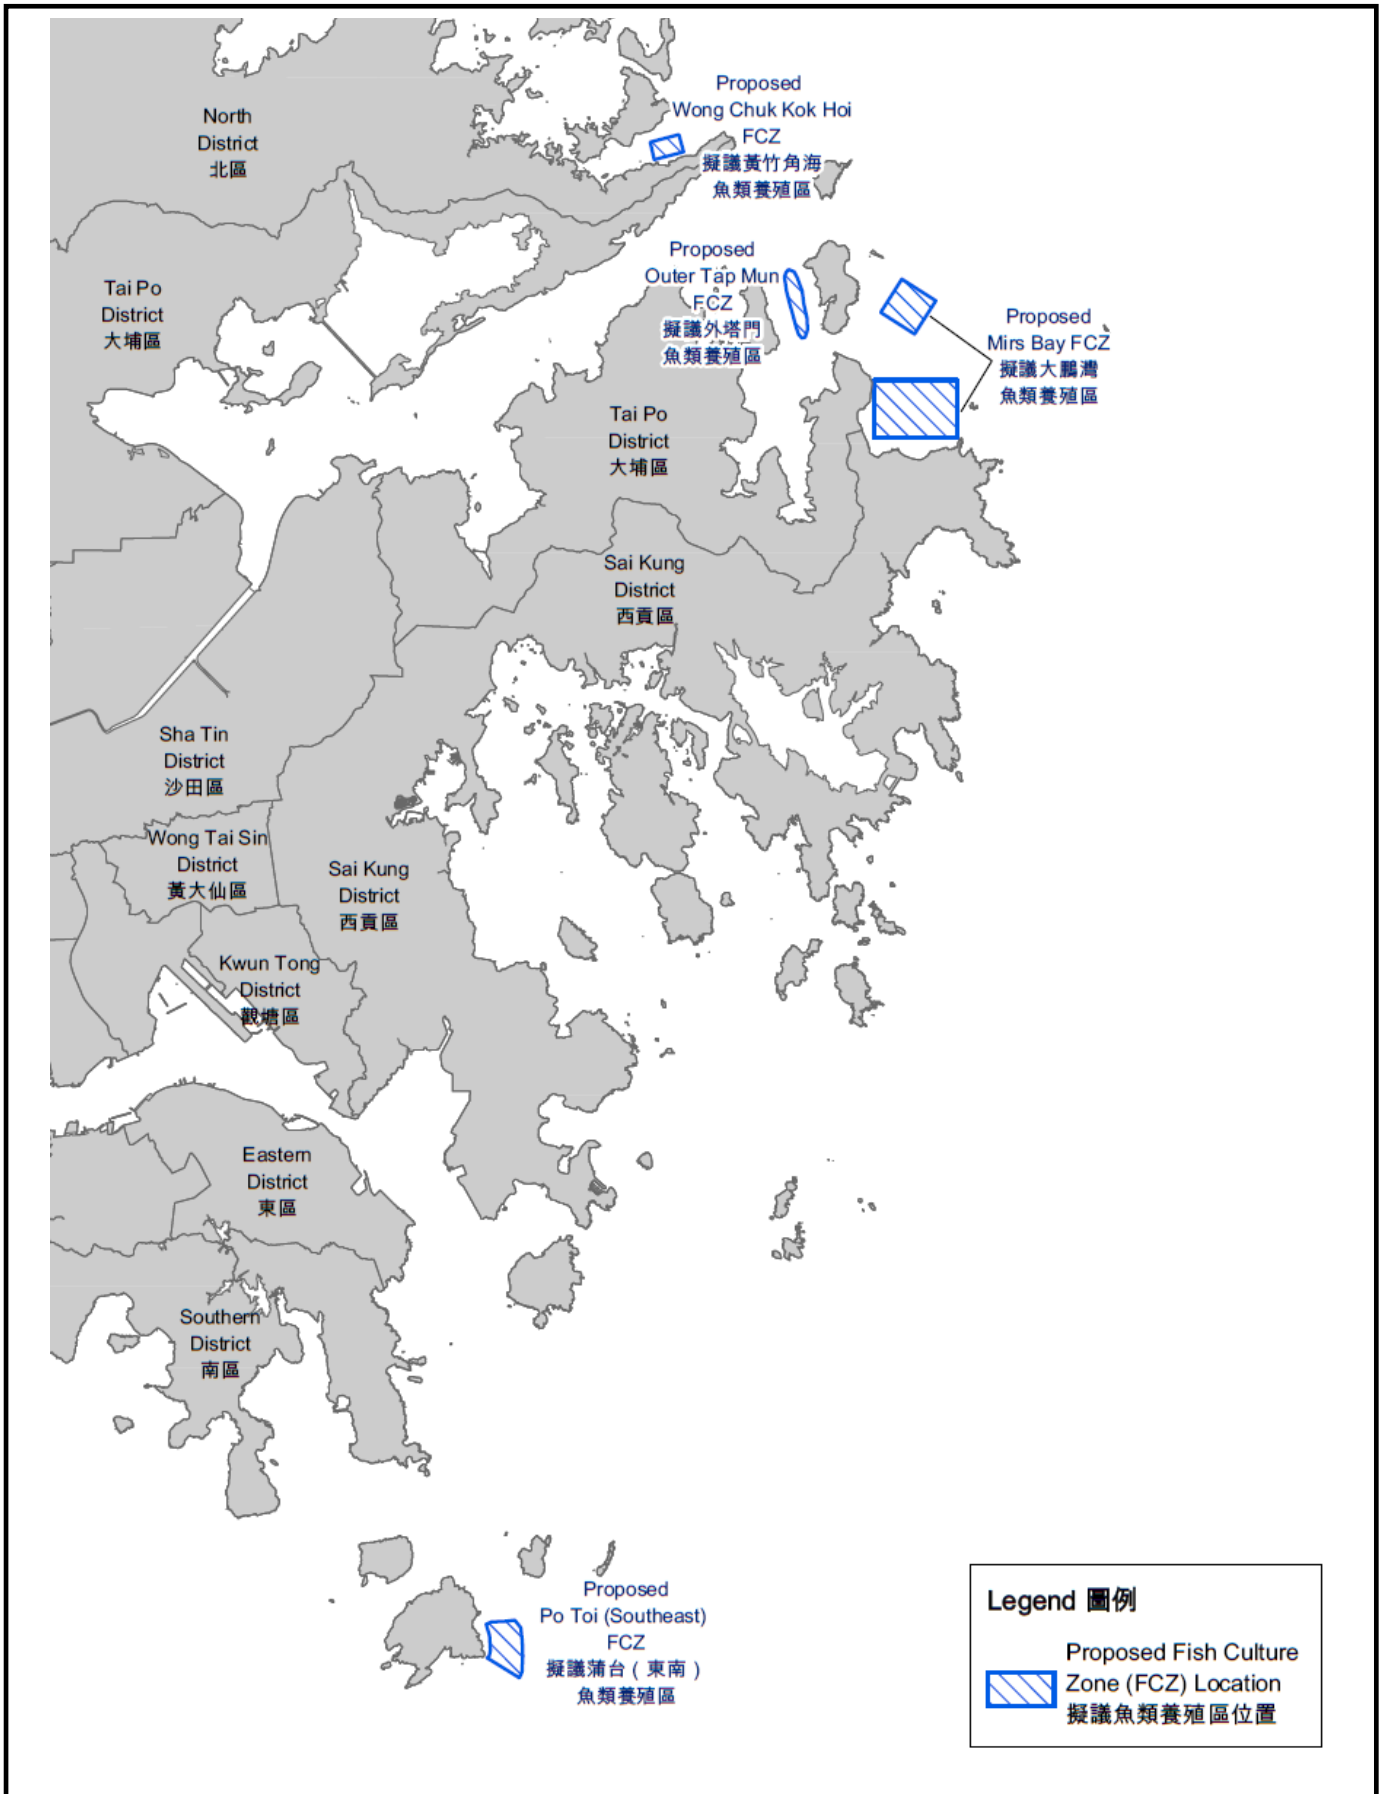 Proposed
Wong Chuk Kok Hoi
FCZ
擬議黃竹角海
魚類養殖區
North
District
北區
Proposed
Outer Tap Mun
FCZ
擬議外塔門
魚類養殖區
Tai Po
District
大埔區
Proposed
Mirs Bay FCZ
擬議大鵬灣
魚類養殖區
Tai Po
District
大埔區
Sai Kung
District
西貢區
Sha Tin
District
沙田區
Wong Tai Sin
District
黃大仙區
Sai Kung
District
西貢區
Kwun Tong
District
觀塘區
Eastern
District
東區
Southern
District
南區
Proposed
Po Toi (Southeast)
FCZ
擬議蒲台（東南）
魚類養殖區
Legend 圖例
Proposed Fish Culture
Zone (FCZ) Location
擬議魚類養殖區位置